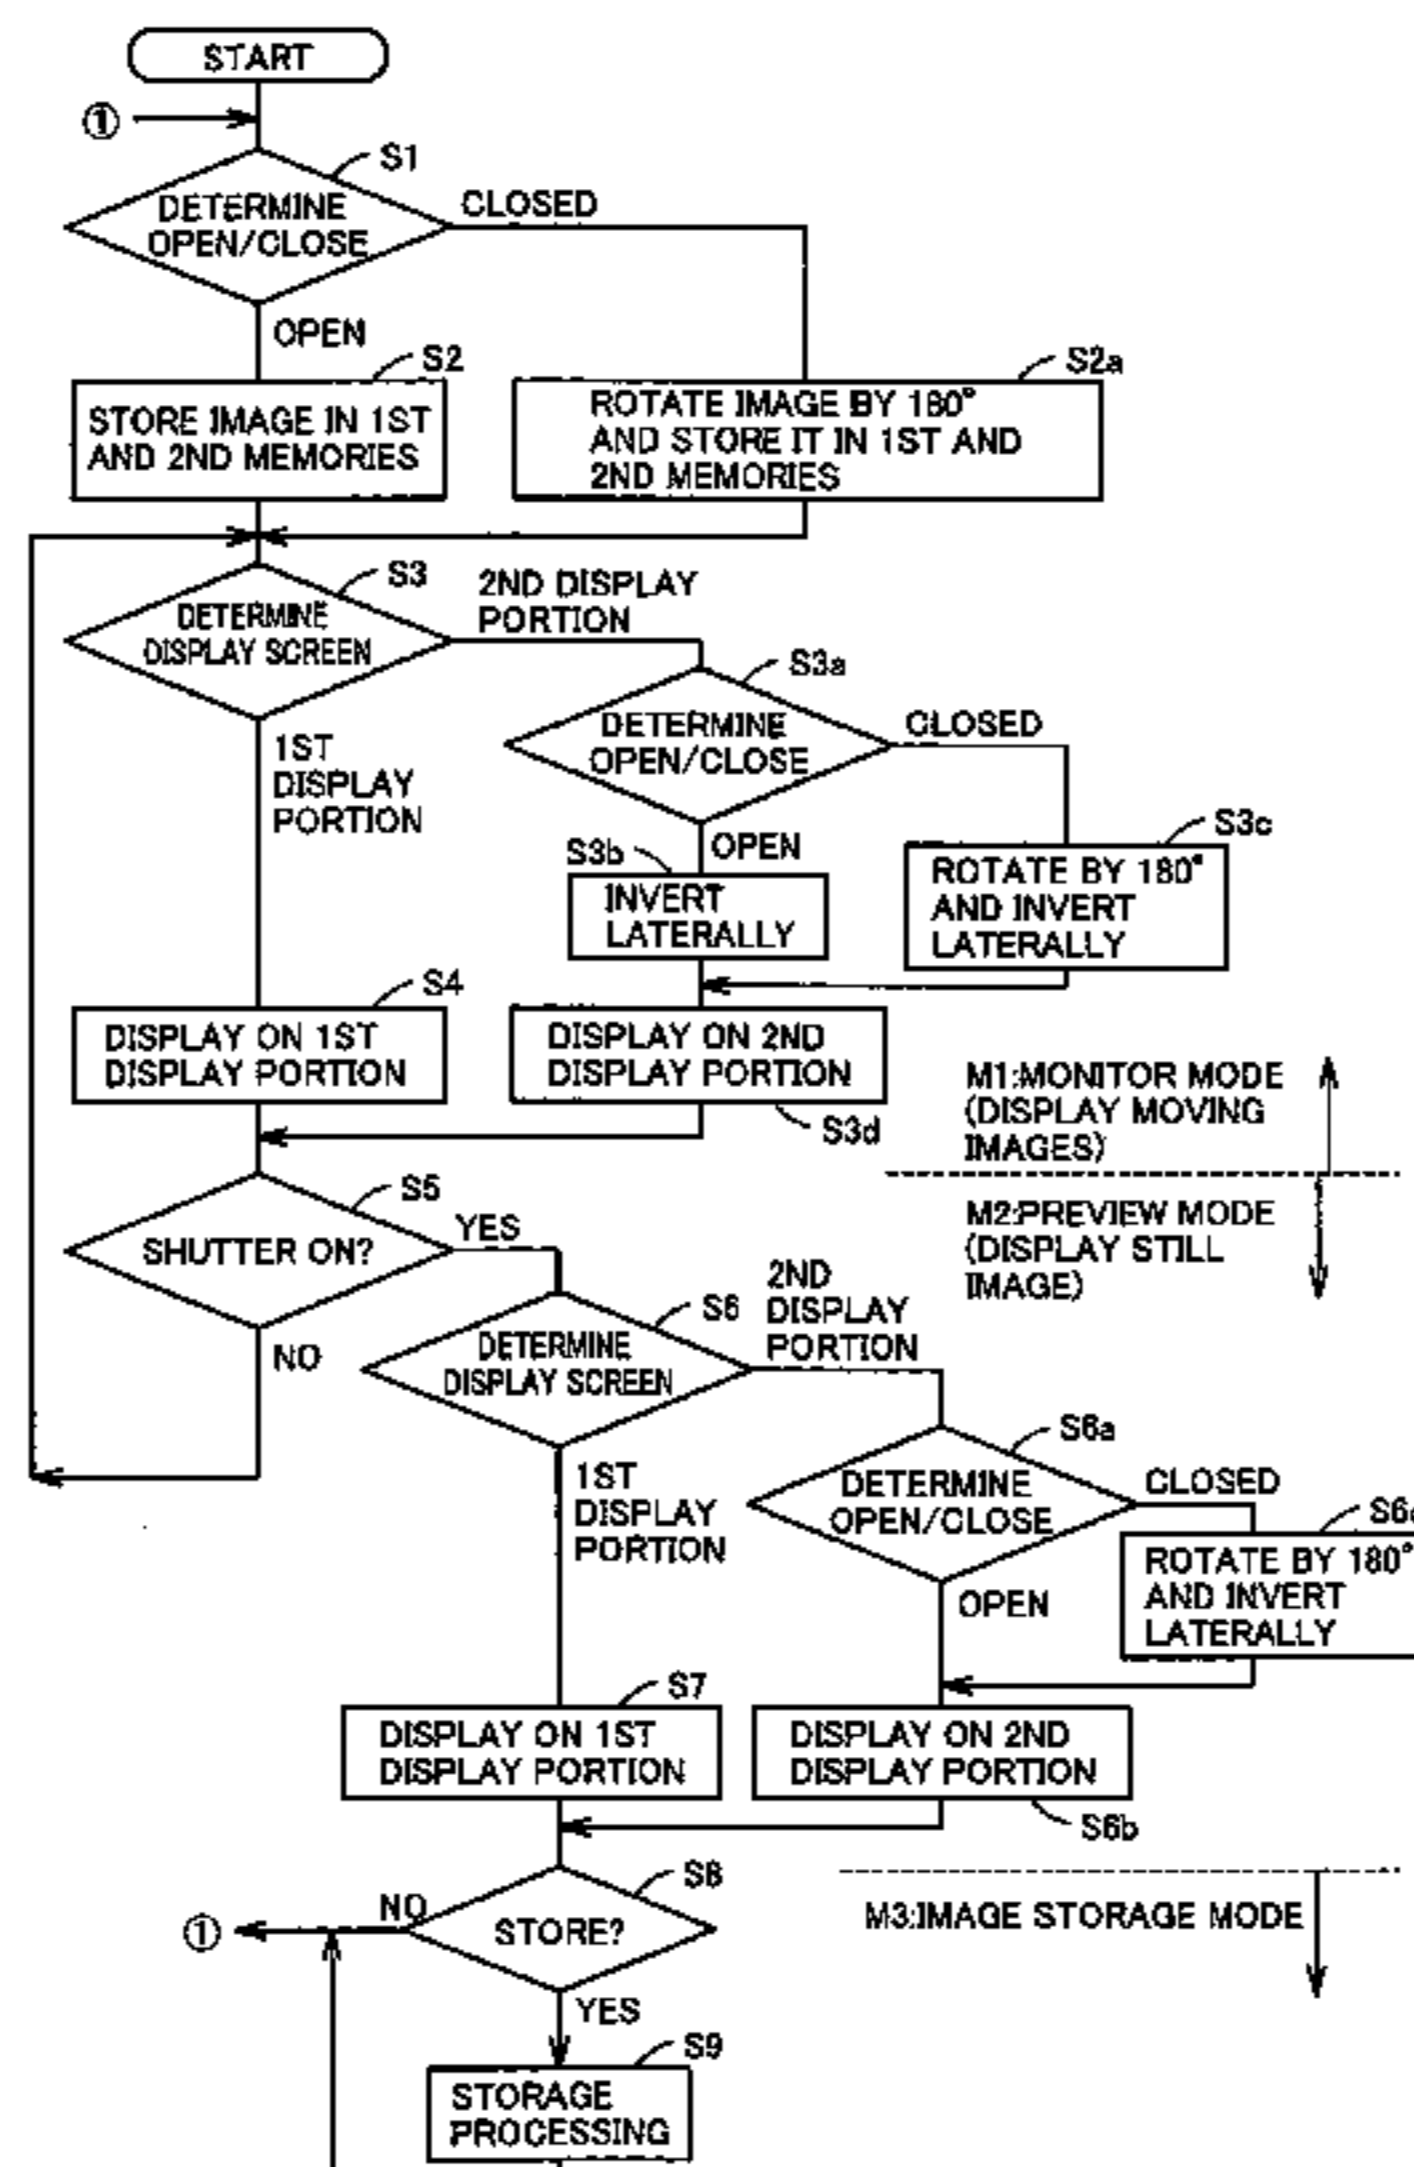 START
①
S1
DETERMINE
OPEN/CLOSE
CLOSED
OPEN
S2
STORE IMAGE IN 1ST
AND 2ND MEMORIES
S2a
ROTATE IMAGE BY 180°
AND STORE IT IN 1ST AND
2ND MEMORIES
S3
DETERMINE
DISPLAY SCREEN
2ND DISPLAY
PORTION
1ST
DISPLAY
PORTION
S3a
DETERMINE
OPEN/CLOSE
CLOSED
OPEN
S3b
INVERT
LATERALLY
S3c
ROTATE BY 180°
AND INVERT
LATERALLY
S4
DISPLAY ON 1ST
DISPLAY PORTION
DISPLAY ON 2ND
DISPLAY PORTION
S3d
M1:MONITOR MODE
(DISPLAY MOVING
IMAGES)
M2:PREVIEW MODE
(DISPLAY STILL
IMAGE)
S5
SHUTTER ON?
YES
NO
S6
DETERMINE
DISPLAY SCREEN
2ND
DISPLAY
PORTION
1ST
DISPLAY
PORTION
S6a
DETERMINE
OPEN/CLOSE
CLOSED
OPEN
ROTATE BY 180°
AND INVERT
LATERALLY
S7
DISPLAY ON 1ST
DISPLAY PORTION
DISPLAY ON 2ND
DISPLAY PORTION
S6b
S8
STORE?
NO
①
YES
M3:IMAGE STORAGE MODE
S9
STORAGE
PROCESSING